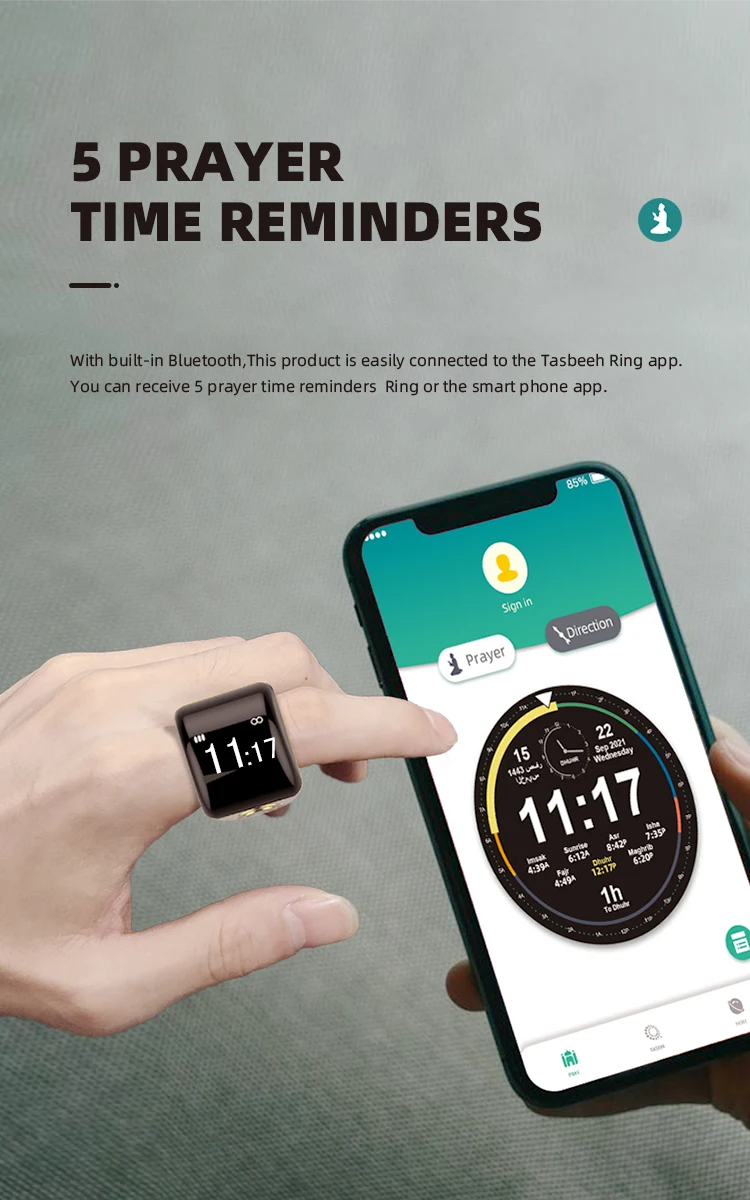 5 PRAYER
TIME REMINDERS
With built-in Bluetooth,This product is easily connected to the Tasbeeh Ring app.
You can receive 5 prayer time reminders  Ring or the smart phone app.
85%
Sign in
Prayer
Direction
11:17
15
1443
DHUHR
22
Sep 2021
Wednesday
11:17
Imsak
4:39A
Sunrise
6:12A
Asr
8:42P
Isha
7:35P
Fajr
4:49A
Dhuhr
12:17P
Maghrib
6:20P
1h
To Dhuhr